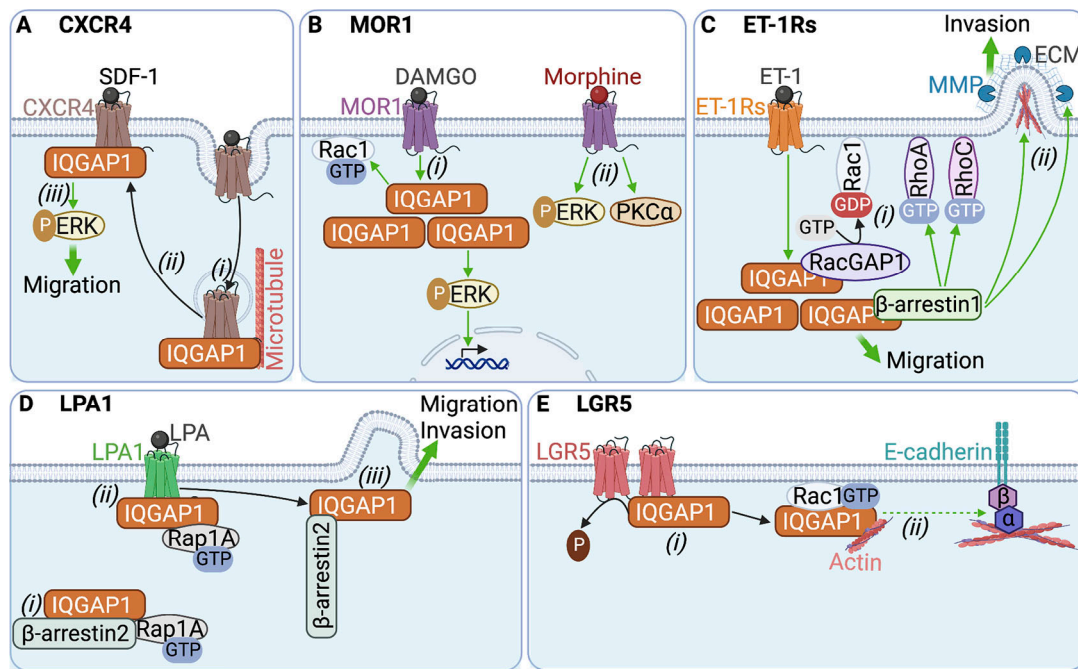 A CXCR4
SDF-1
CXCR4
IQGAP1
(iii)
P ERK
(ii)
(i)
Migration
IQGAP1
Microtubule
B MOR1
DAMGO
Morphine
MOR1
Rac1
GTP
(i)
(ii)
IQGAP1
P ERK
PKCα
IQGAP1
IQGAP1
P ERK
C ET-1Rs
Invasion
ECM
MMP
ET-1
ET-1Rs
Rac1
GDP
(i)
RhoA
GTP
RhoC
GTP
(ii)
GTP
RacGAP1
IQGAP1
IQGAP1
IQGAP1
β-arrestin1
Migration
D LPA1
Migration
Invasion
LPA
LPA1
(ii)
IQGAP1
(iii)
IQGAP1
Rap1A
GTP
β-arrestin2
(i)
IQGAP1
β-arrestin2
Rap1A
GTP
E LGR5
LGR5
E-cadherin
IQGAP1
Rac1
GTP
IQGAP1
β
α
P
(i)
(ii)
Actin